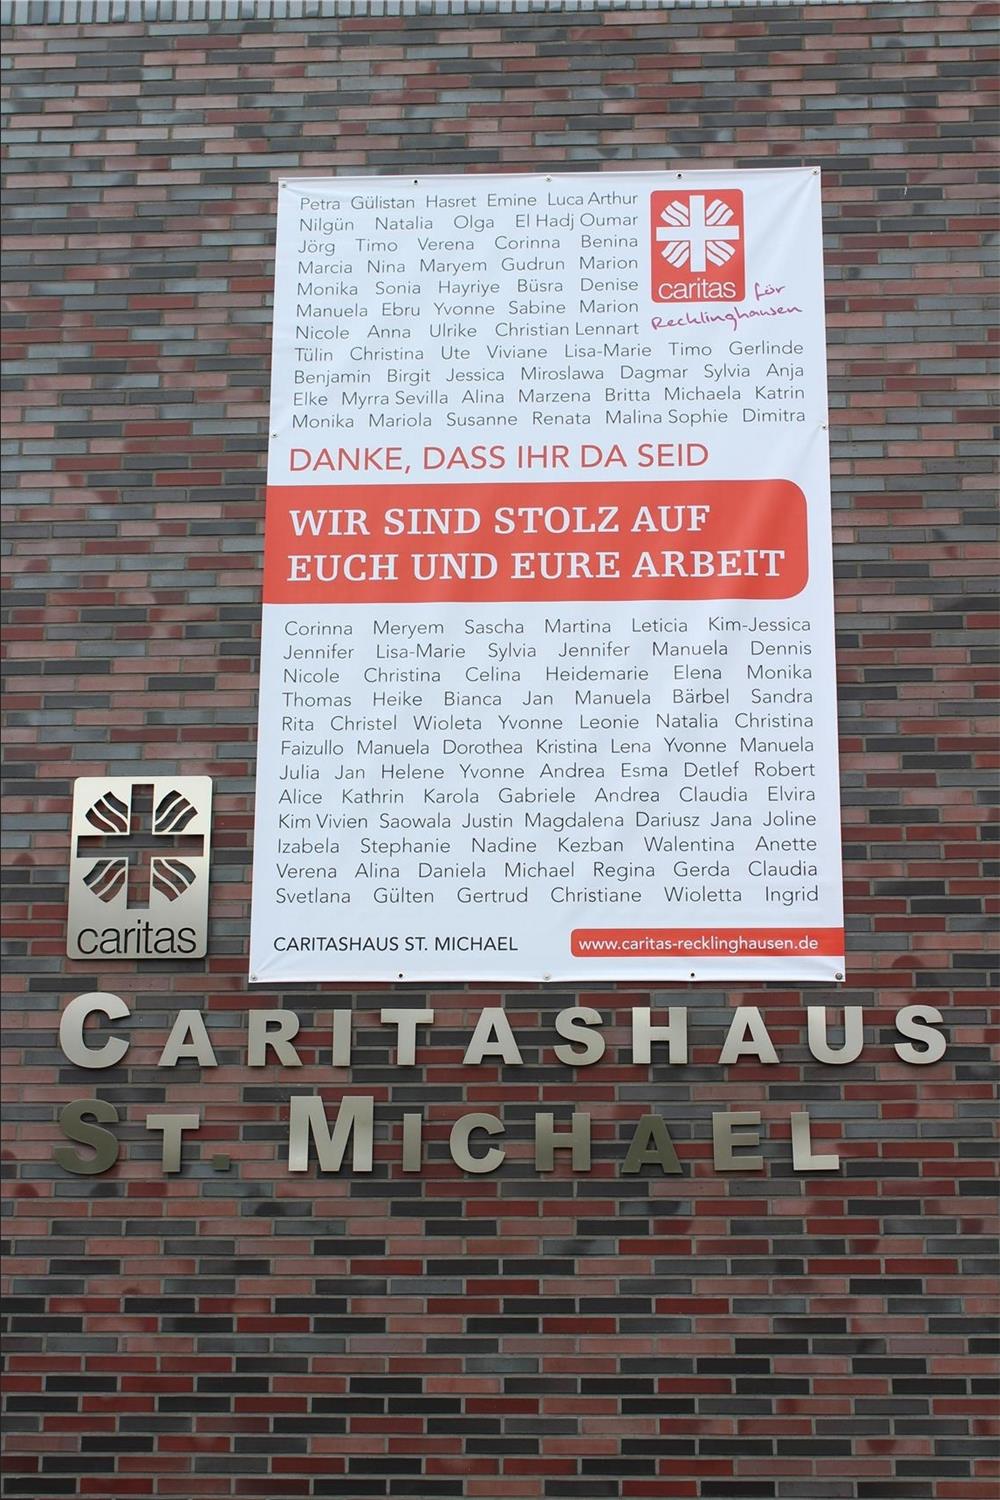 Petra Gülistan Hasret Emine Luca Arthur
Nilgün Natalia Olga El Hadj Oumar
Jörg Timo Verena Corinna Benina
Marcia Nina Maryem Gudrun Marion
Monika Sonia Hayriye Büsra Denise
Manuela Ebru Yvonne Sabine Marion
Nicole Anna Ulrike Christian Lennart
caritas für
Recklinghausen
Tülin Christina Ute Viviane Lisa-Marie Timo Gerlinde
Benjamin Birgit Jessica Miroslawa Dagmar Sylvia Anja
Elke Myrra Sevilla Alina Marzena Britta Michaela Katrin
Monika Mariola Susanne Renata Malina Sophie Dimitra
DANKE, DASS IHR DA SEID
WIR SIND STOLZ AUF
EUCH UND EURE ARBEIT
Corinna Meryem Sascha Martina Leticia Kim-Jessica
Jennifer Lisa-Marie Sylvia Jennifer Manuela Dennis
Nicole Christina Celina Heidemarie Elena Monika
Thomas Heike Bianca Jan Manuela Bärbel Sandra
Rita Christel Wioleta Yvonne Leonie Natalia Christina
Faizullo Manuela Dorothea Kristina Lena Yvonne Manuela
Julia Jan Helene Yvonne Andrea Esma Detlef Robert
Alice Kathrin Karola Gabriele Andrea Claudia Elvira
Kim Vivien Saowala Justin Magdalena Dariusz Jana Joline
Izabela Stephanie Nadine Kezban Walentina Anette
Verena Alina Daniela Michael Regina Gerda Claudia
Svetlana Gülten Gertrud Christiane Wioletta Ingrid
CARITASHAUS ST. MICHAEL www.caritas-recklinghausen.de
caritas
CARITASHAUS
ST. MICHAEL